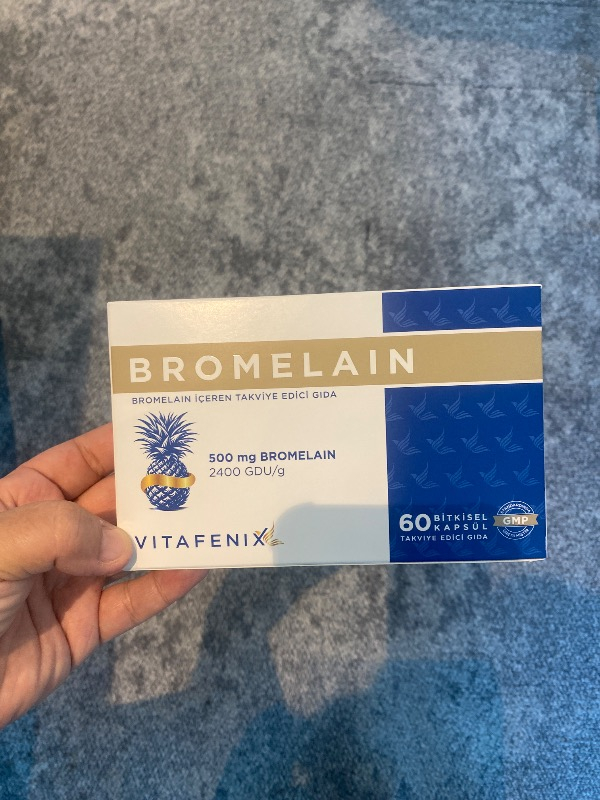 BROMELAIN
BROMELAIN İÇEREN TAKVİYE EDİCİ GIDA
500 mg BROMELAIN
2400 GDU/g
VITAFENIX
60 BİTKİSEL
KAPSÜL
TAKVİYE EDİCİ GIDA
GMP